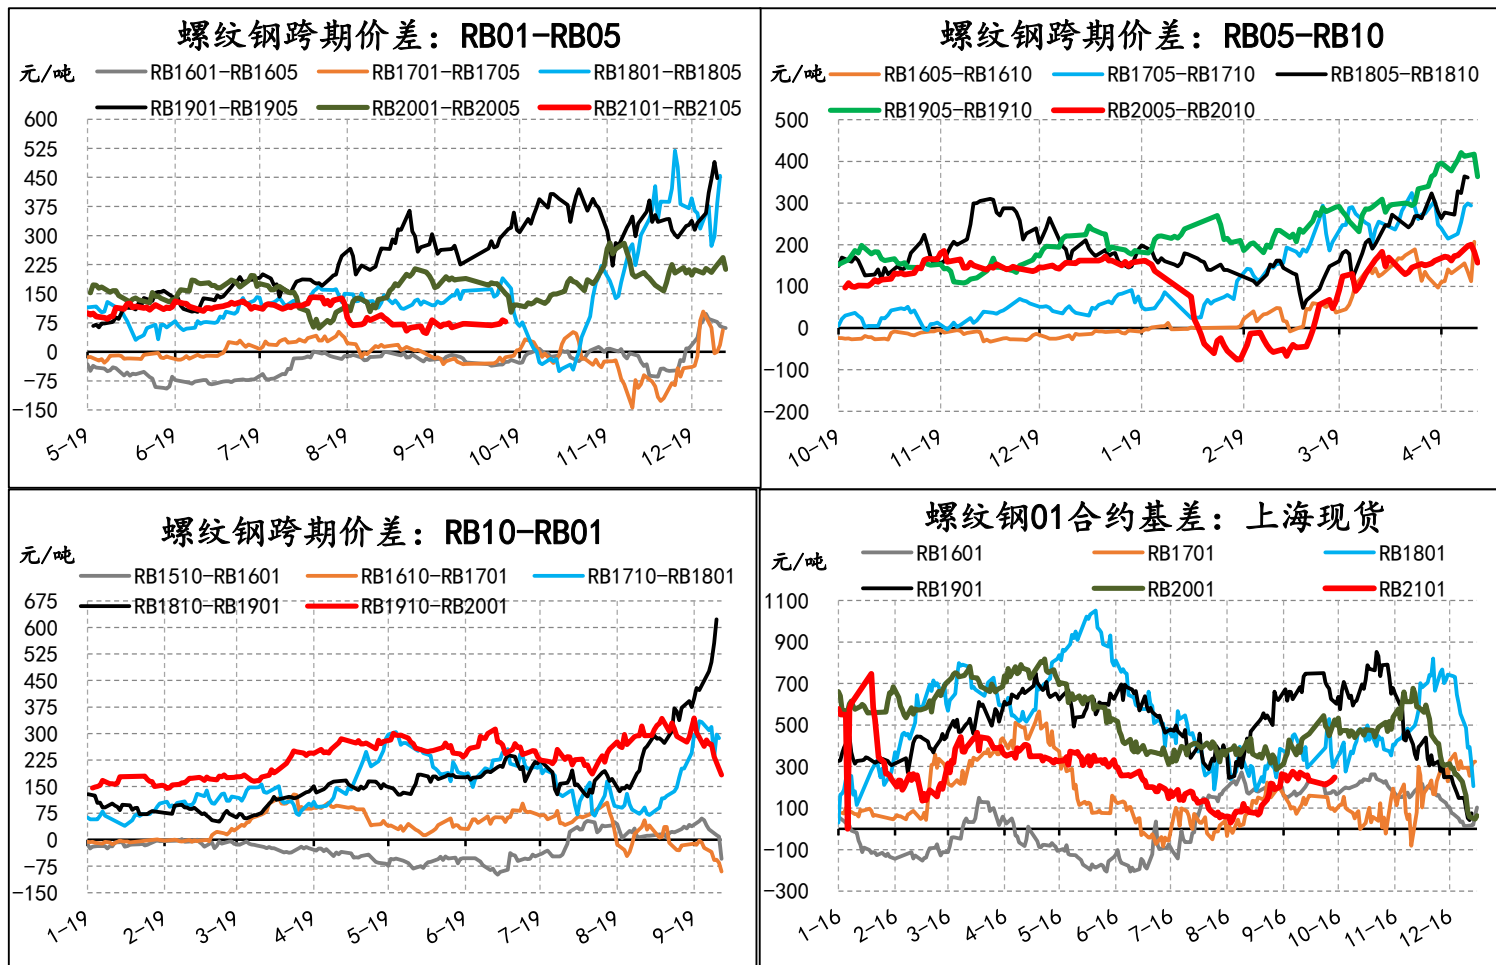 螺纹钢跨期价差：RB01-RB05
元/吨
RB1601-RB1605 RB1701-RB1705 RB1801-RB1805
RB1901-RB1905 RB2001-RB2005 RB2101-RB2105
600
525
450
375
300
225
150
75
0
-75
-150
5-19 6-19 7-19 8-19 9-19 10-19 11-19 12-19
螺纹钢跨期价差：RB05-RB10
元/吨
RB1605-RB1610 RB1705-RB1710 RB1805-RB1810
RB1905-RB1910 RB2005-RB2010
500
400
300
200
100
0
-100
-200
10-19 11-19 12-19 1-19 2-19 3-19 4-19
螺纹钢跨期价差：RB10-RB01
元/吨
RB1510-RB1601 RB1610-RB1701 RB1710-RB1801
RB1810-RB1901 RB1910-RB2001
675
600
525
450
375
300
225
150
75
0
-75
-150
1-19 2-19 3-19 4-19 5-19 6-19 7-19 8-19 9-19
螺纹钢01合约基差：上海现货
元/吨
RB1601 RB1701 RB1801
RB1901 RB2001 RB2101
1100
900
700
500
300
100
-100
-300
1-16 2-16 3-16 4-16 5-16 6-16 7-16 8-16 9-16 10-16 11-16 12-16